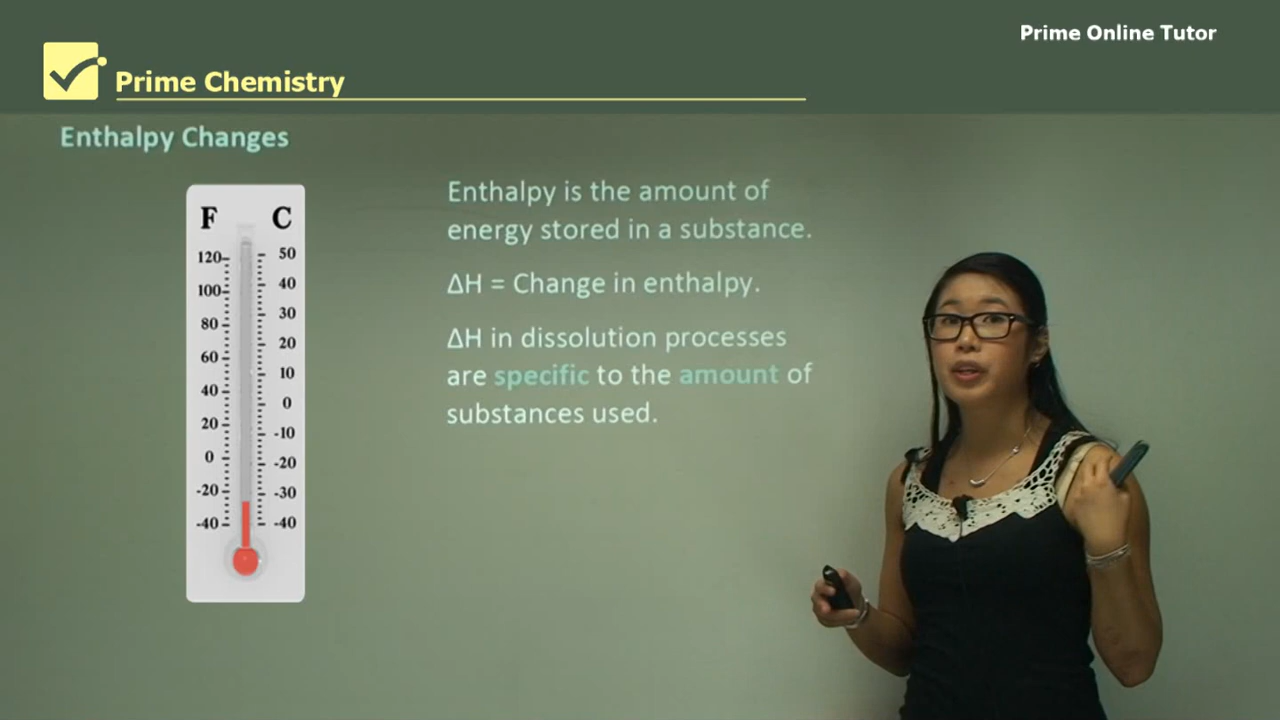 Prime Online Tutor
Prime Chemistry
Enthalpy Changes
F C
120 50
100 40
80 30
60 20
40 10
20 0
0 -10
-20 -20
-40 -30
-40
Enthalpy is the amount of
energy stored in a substance.
ΔH = Change in enthalpy.
ΔH in dissolution processes
are specific to the amount of
substances used.